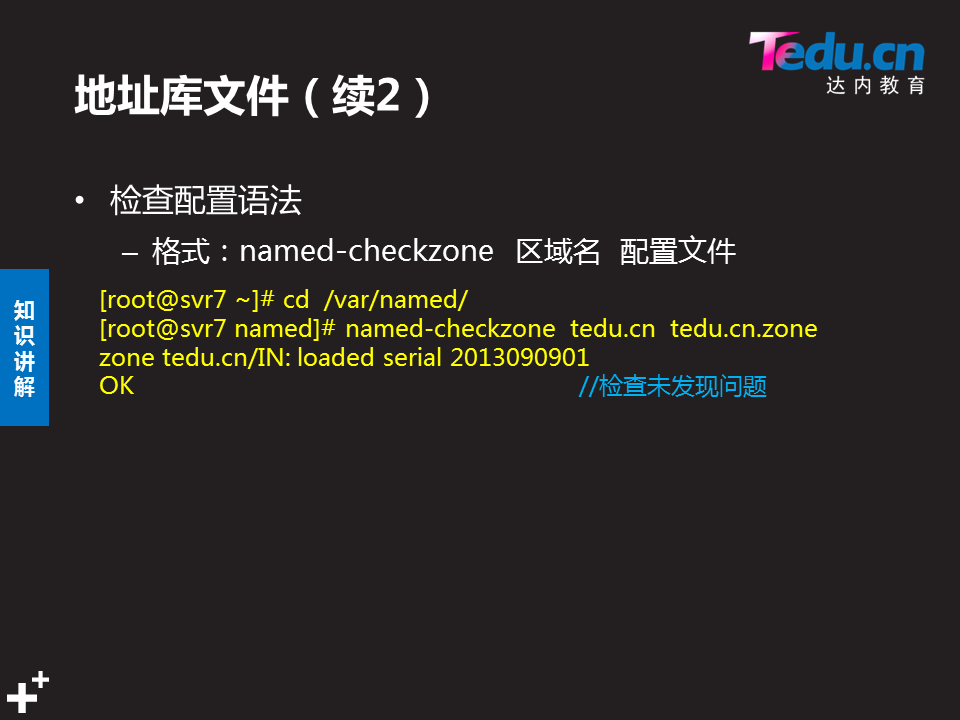 Tedu.cn
达内教育
地址库文件（续2）
• 检查配置语法
– 格式：named-checkzone 区域名 配置文件
[root@svr7 ~]# cd /var/named/
[root@svr7 named]# named-checkzone tedu.cn tedu.cn.zone
zone tedu.cn/IN: loaded serial 2013090901
OK //检查未发现问题
知
识
讲
解